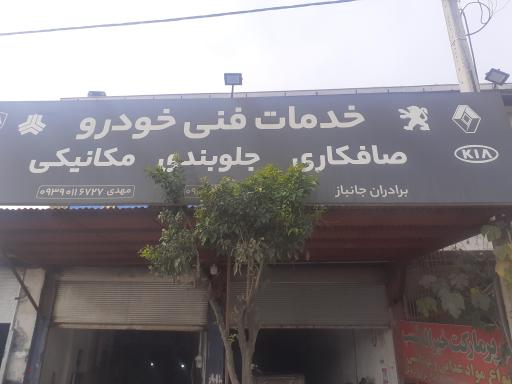 خدمات فنی خودرو
صافکاری جلوبندی مکانیکی
برادران جانباز
مهدی ۰۹۳۹۰۱۱۶۷۲۷
KIA